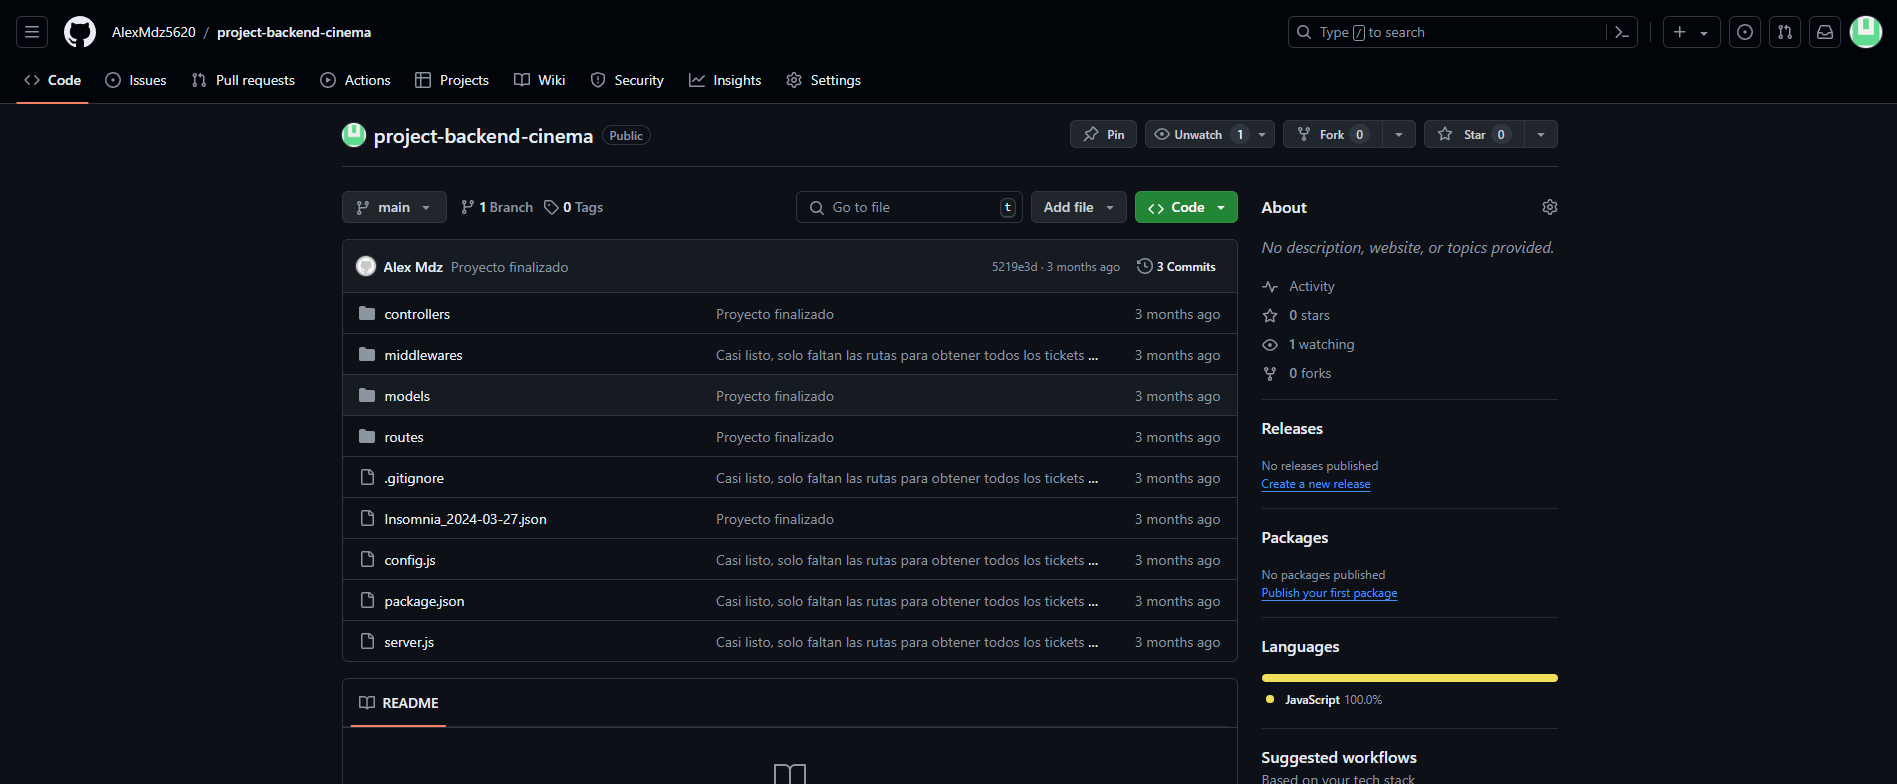 AlexMdz5620 / project-backend-cinema
Type / to search
Code Issues Pull requests Actions Projects Wiki Security Insights Settings
project-backend-cinema Public
Pin Unwatch 1 Fork 0 Star 0
main 1 Branch 0 Tags
Go to file t Add file Code
Alex Mdz Proyecto finalizado 5219e3d · 3 months ago 3 Commits
controllers Proyecto finalizado 3 months ago
middlewares Casi listo, solo faltan las rutas para obtener todos los tickets ... 3 months ago
models Proyecto finalizado 3 months ago
routes Proyecto finalizado 3 months ago
.gitignore Casi listo, solo faltan las rutas para obtener todos los tickets ... 3 months ago
Insomnia_2024-03-27.json Proyecto finalizado 3 months ago
config.js Casi listo, solo faltan las rutas para obtener todos los tickets ... 3 months ago
package.json Casi listo, solo faltan las rutas para obtener todos los tickets ... 3 months ago
server.js Casi listo, solo faltan las rutas para obtener todos los tickets ... 3 months ago
README
About
No description, website, or topics provided.
Activity
0 stars
1 watching
0 forks
Releases
No releases published
Create a new release
Packages
No packages published
Publish your first package
Languages
JavaScript 100.0%
Suggested workflows
Based on your tech stack